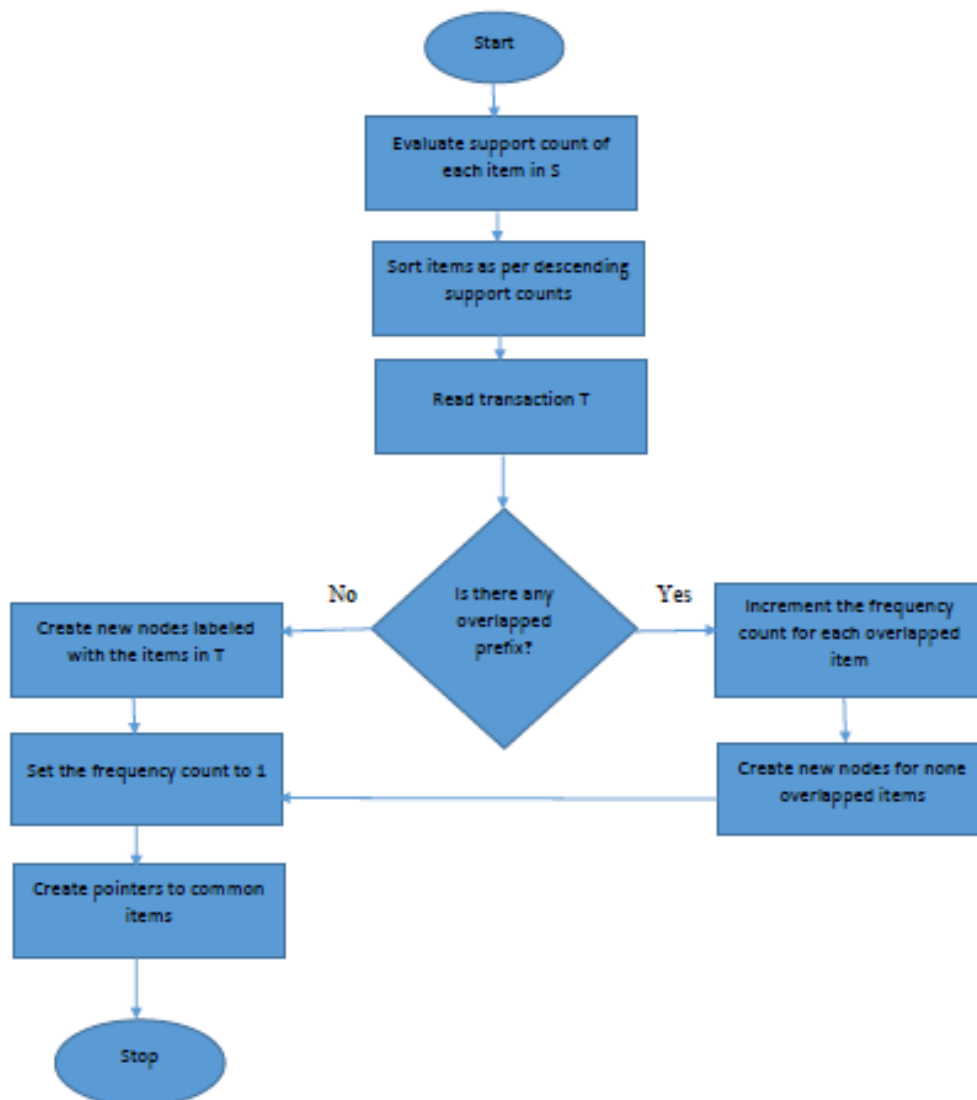 Start
Evaluate support count of
each item in S
Sort items as per descending
support counts
Read transaction T
Is there any
overlapped
prefix?
No
Yes
Create new nodes labeled
with the items in T
Increment the frequency
count for each overlapped
item
Set the frequency count to 1
Create new nodes for none
overlapped items
Create pointers to common
items
Stop